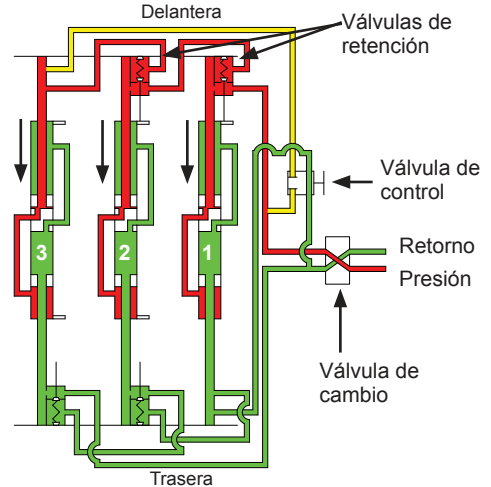 Delantera
Válvulas de
retención
Válvula de
control
3
2
1
Retorno
Presión
Válvula de
cambio
Trasera